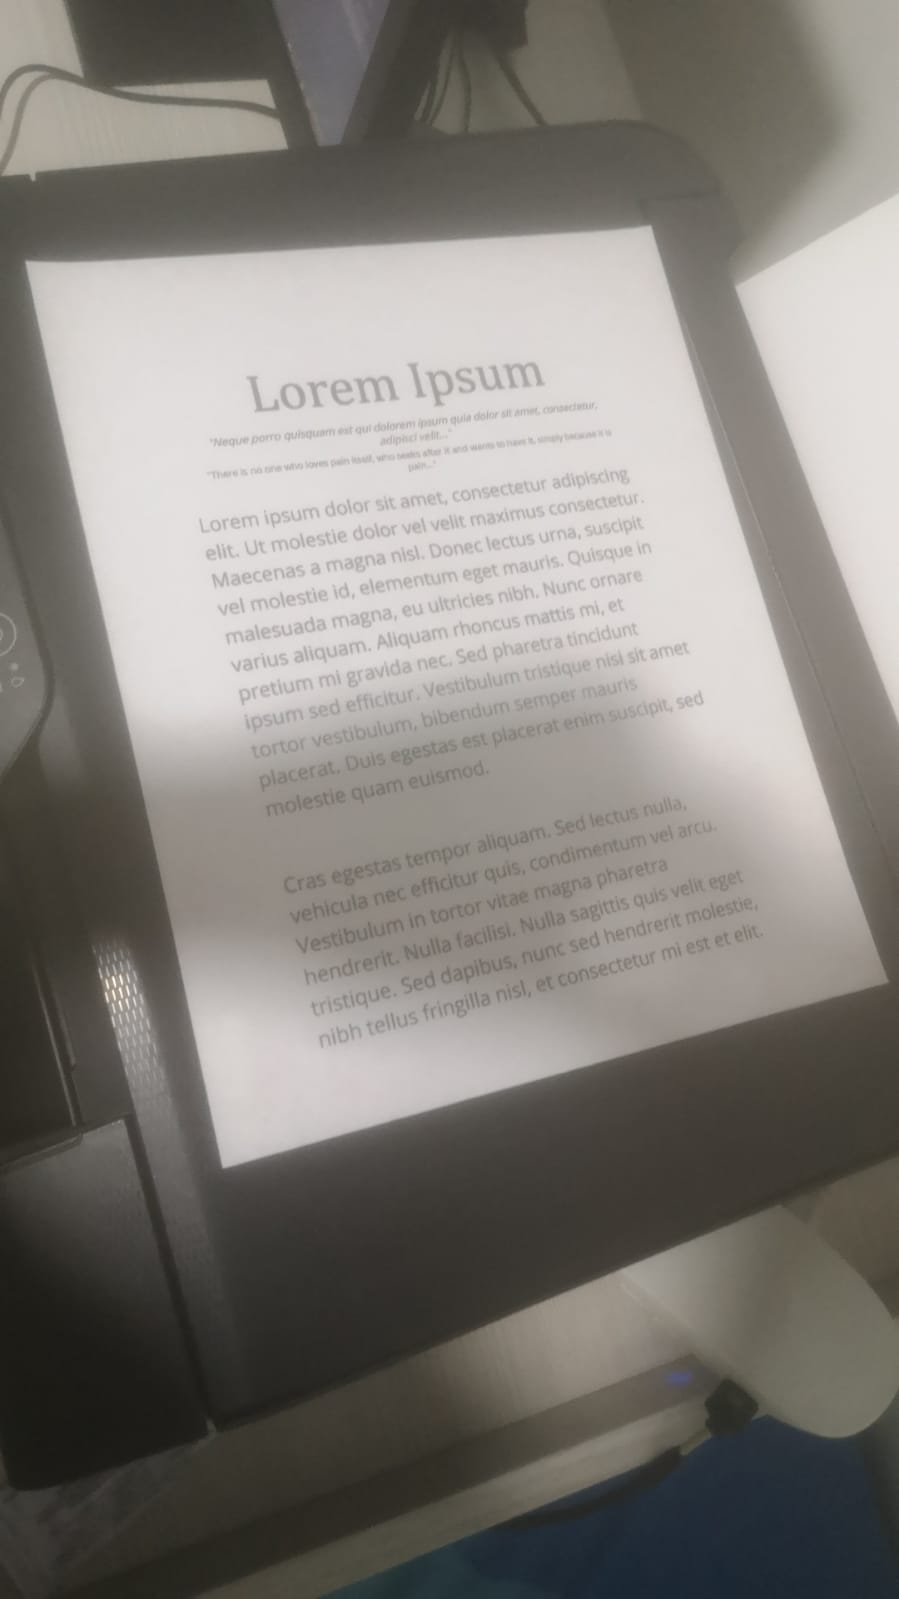 Lorem Ipsum
"Neque porro quisquam est qui dolorem ipsum quia dolor sit amet, consectetur,
adipisci velit..."
"There is no one who loves pain itself, who seeks after it and wants to have it, simply because it is
pain..."
Lorem ipsum dolor sit amet, consectetur adipiscing
elit. Ut molestie dolor vel velit maximus consectetur.
Maecenas a magna nisl. Donec lectus urna, suscipit
vel molestie id, elementum eget mauris. Quisque in
malesuada magna, eu ultricies nibh. Nunc ornare
varius aliquam. Aliquam rhoncus mattis mi, et
pretium mi gravida nec. Sed pharetra tincidunt
ipsum sed efficitur. Vestibulum tristique nisl sit amet
tortor vestibulum, bibendum semper mauris
placerat. Duis egestas est placerat enim suscipit, sed
molestie quam euismod.
Cras egestas tempor aliquam. Sed lectus nulla,
vehicula nec efficitur quis, condimentum vel arcu.
Vestibulum in tortor vitae magna pharetra
hendrerit. Nulla facilisi. Nulla sagittis quis velit eget
tristique. Sed dapibus, nunc sed hendrerit molestie,
nibh tellus fringilla nisl, et consectetur mi est et elit.